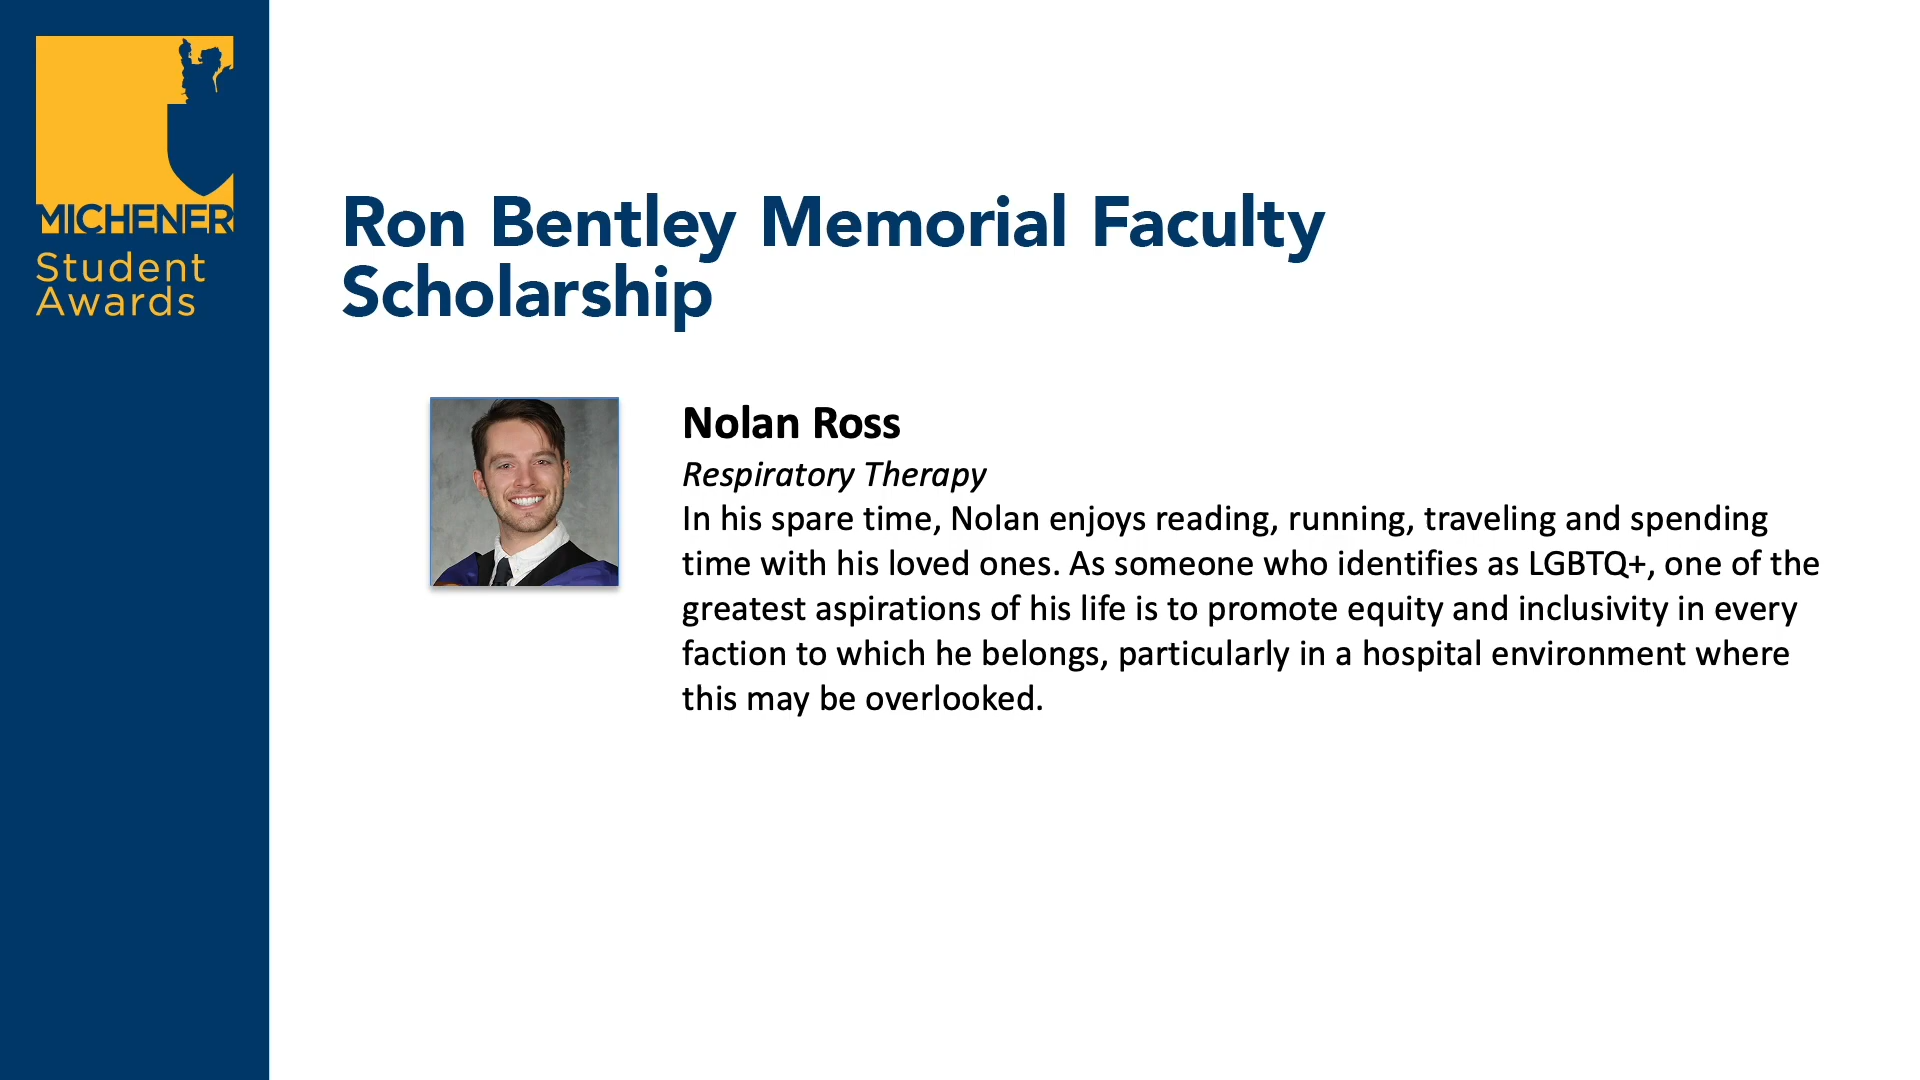 MICHENER
Student
Awards
Ron Bentley Memorial Faculty
Scholarship
Nolan Ross
Respiratory Therapy
In his spare time, Nolan enjoys reading, running, traveling and spending
time with his loved ones. As someone who identifies as LGBTQ+, one of the
greatest aspirations of his life is to promote equity and inclusivity in every
faction to which he belongs, particularly in a hospital environment where
this may be overlooked.